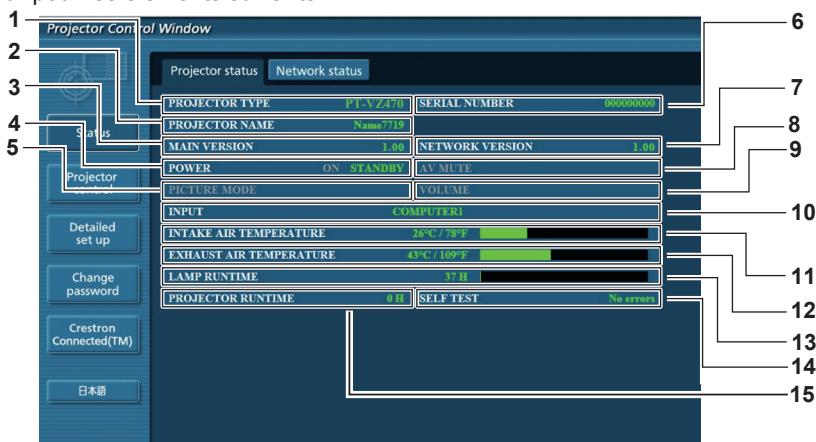 Projector Control Window
1
2
3
4
5
6
7
8
9
10
11
12
13
14
15
Projector status Network status
Status
Projector
control
Detailed
set up
Change
password
Crestron
Connected(TM)
日本語
PROJECTOR TYPE PT-VZ470 SERIAL NUMBER 000000000
PROJECTOR NAME Name7719
MAIN VERSION 1.00 NETWORK VERSION 1.00
POWER ON STANDBY AV MUTE
PICTURE MODE VOLUME
INPUT COMPUTER1
INTAKE AIR TEMPERATURE 26°C / 78°F
EXHAUST AIR TEMPERATURE 43°C / 109°F
LAMP RUNTIME 37 H
PROJECTOR RUNTIME 0 H SELF TEST No errors